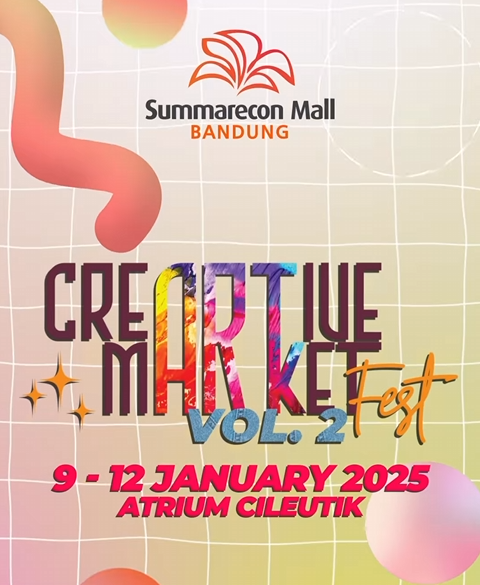 Summarecon Mall
BANDUNG
CREARTIVE
MARKET Fest
VOL. 2
9 - 12 JANUARY 2025
ATRIUM CILEUTIK